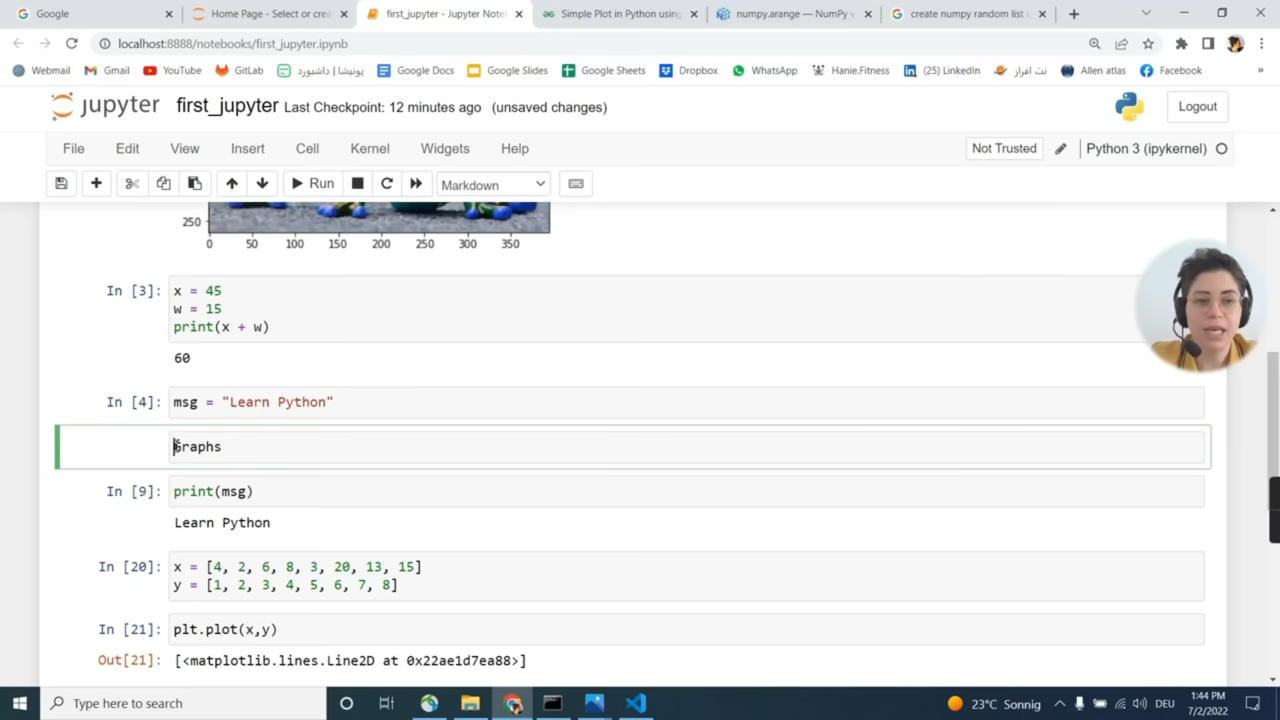 Google
Home Page - Select or crea
first_jupyter - Jupyter Note
Simple Plot in Python using
numpy.arange — NumPy v
create numpy random list
localhost:8888/notebooks/first_jupyter.ipynb
Webmail
Gmail
YouTube
GitLab
پونیشا | داشبورد
Google Docs
Google Slides
Google Sheets
Dropbox
WhatsApp
Hanie.Fitness
(25) LinkedIn
نت افراز
Allen atlas
Facebook
»
jupyter first_jupyter Last Checkpoint: 12 minutes ago (unsaved changes)
Logout
File Edit View Insert Cell Kernel Widgets Help
Not Trusted
Python 3 (ipykernel)
Run
Markdown
250
0 50 100 150 200 250 300 350
In [3]: x = 45
w = 15
print(x + w)
60
In [4]: msg = "Learn Python"
Graphs
In [9]: print(msg)
Learn Python
In [20]: x = [4, 2, 6, 8, 3, 20, 13, 15]
y = [1, 2, 3, 4, 5, 6, 7, 8]
In [21]: plt.plot(x,y)
Out[21]: [<matplotlib.lines.Line2D at 0x22ae1d7ea88>]
Type here to search
23°C Sonnig
DEU
1:44 PM
7/2/2022